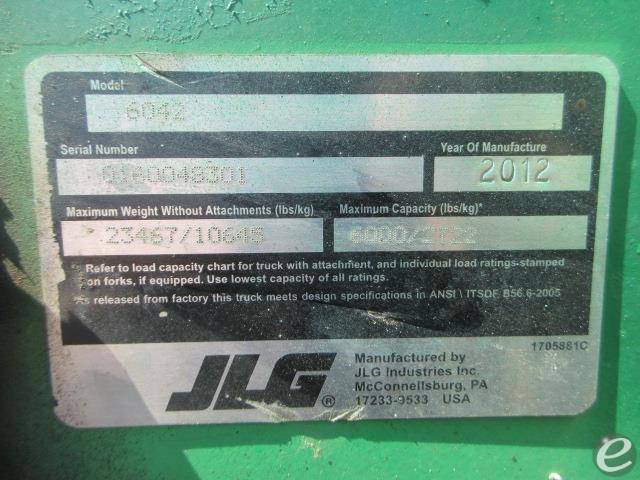 Model
6042
Serial Number
0160048301
Year Of Manufacture
2012
Maximum Weight Without Attachments (lbs/kg)
23467/10645
Maximum Capacity (lbs/kg)*
6000/2722
* Refer to load capacity chart for truck with attachment, and individual load ratings stamped
on forks, if equipped. Use lowest capacity of all ratings.
As released from factory this truck meets design specifications in ANSI \ ITSDF B56.6-2005
1705881C
JLG ®
Manufactured by
JLG Industries Inc.
McConnellsburg, PA
17233-9533 USA
e